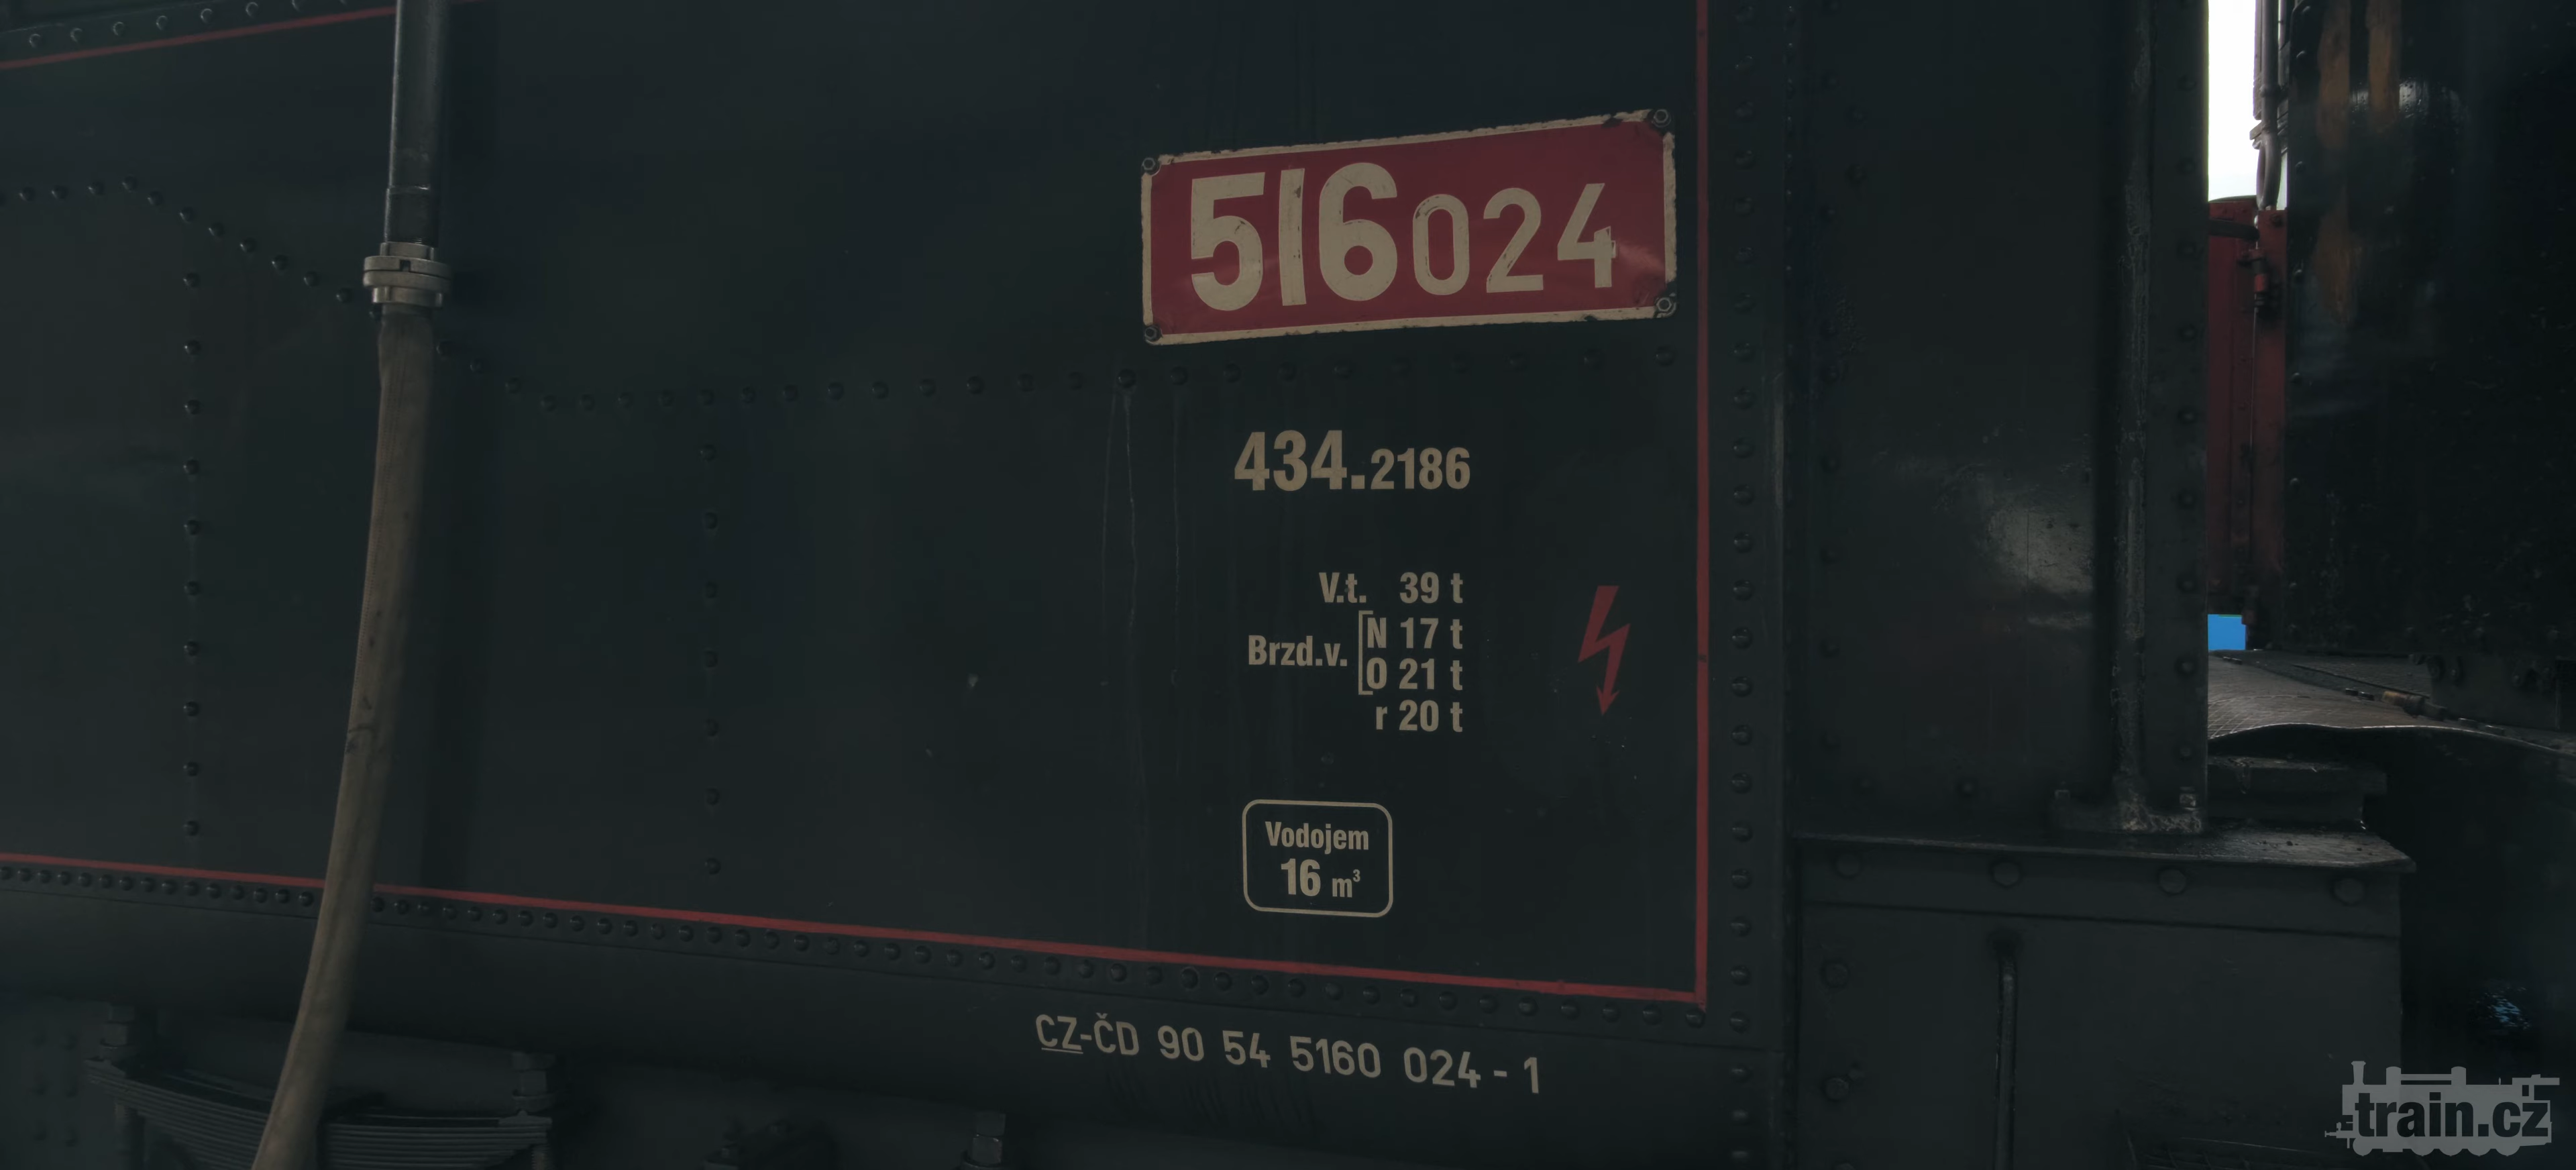 516024
434.2186
V.t. 39 t
Brzd.v. [N 17 t
[O 21 t
r 20 t
Vodojem
16 m³
CZ-ČD 90 54 5160 024-1
train.cz